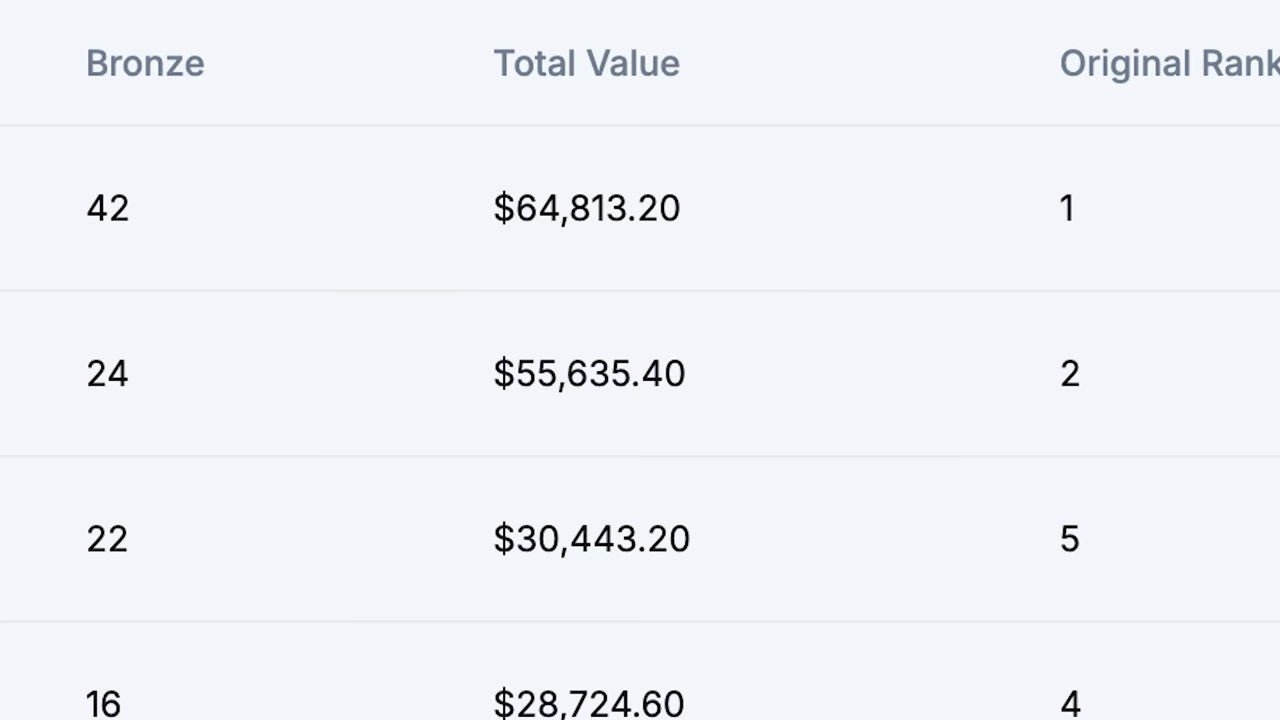 Bronze Total Value Original Rank
42 $64,813.20 1
24 $55,635.40 2
22 $30,443.20 5
16 $28,724.60 4